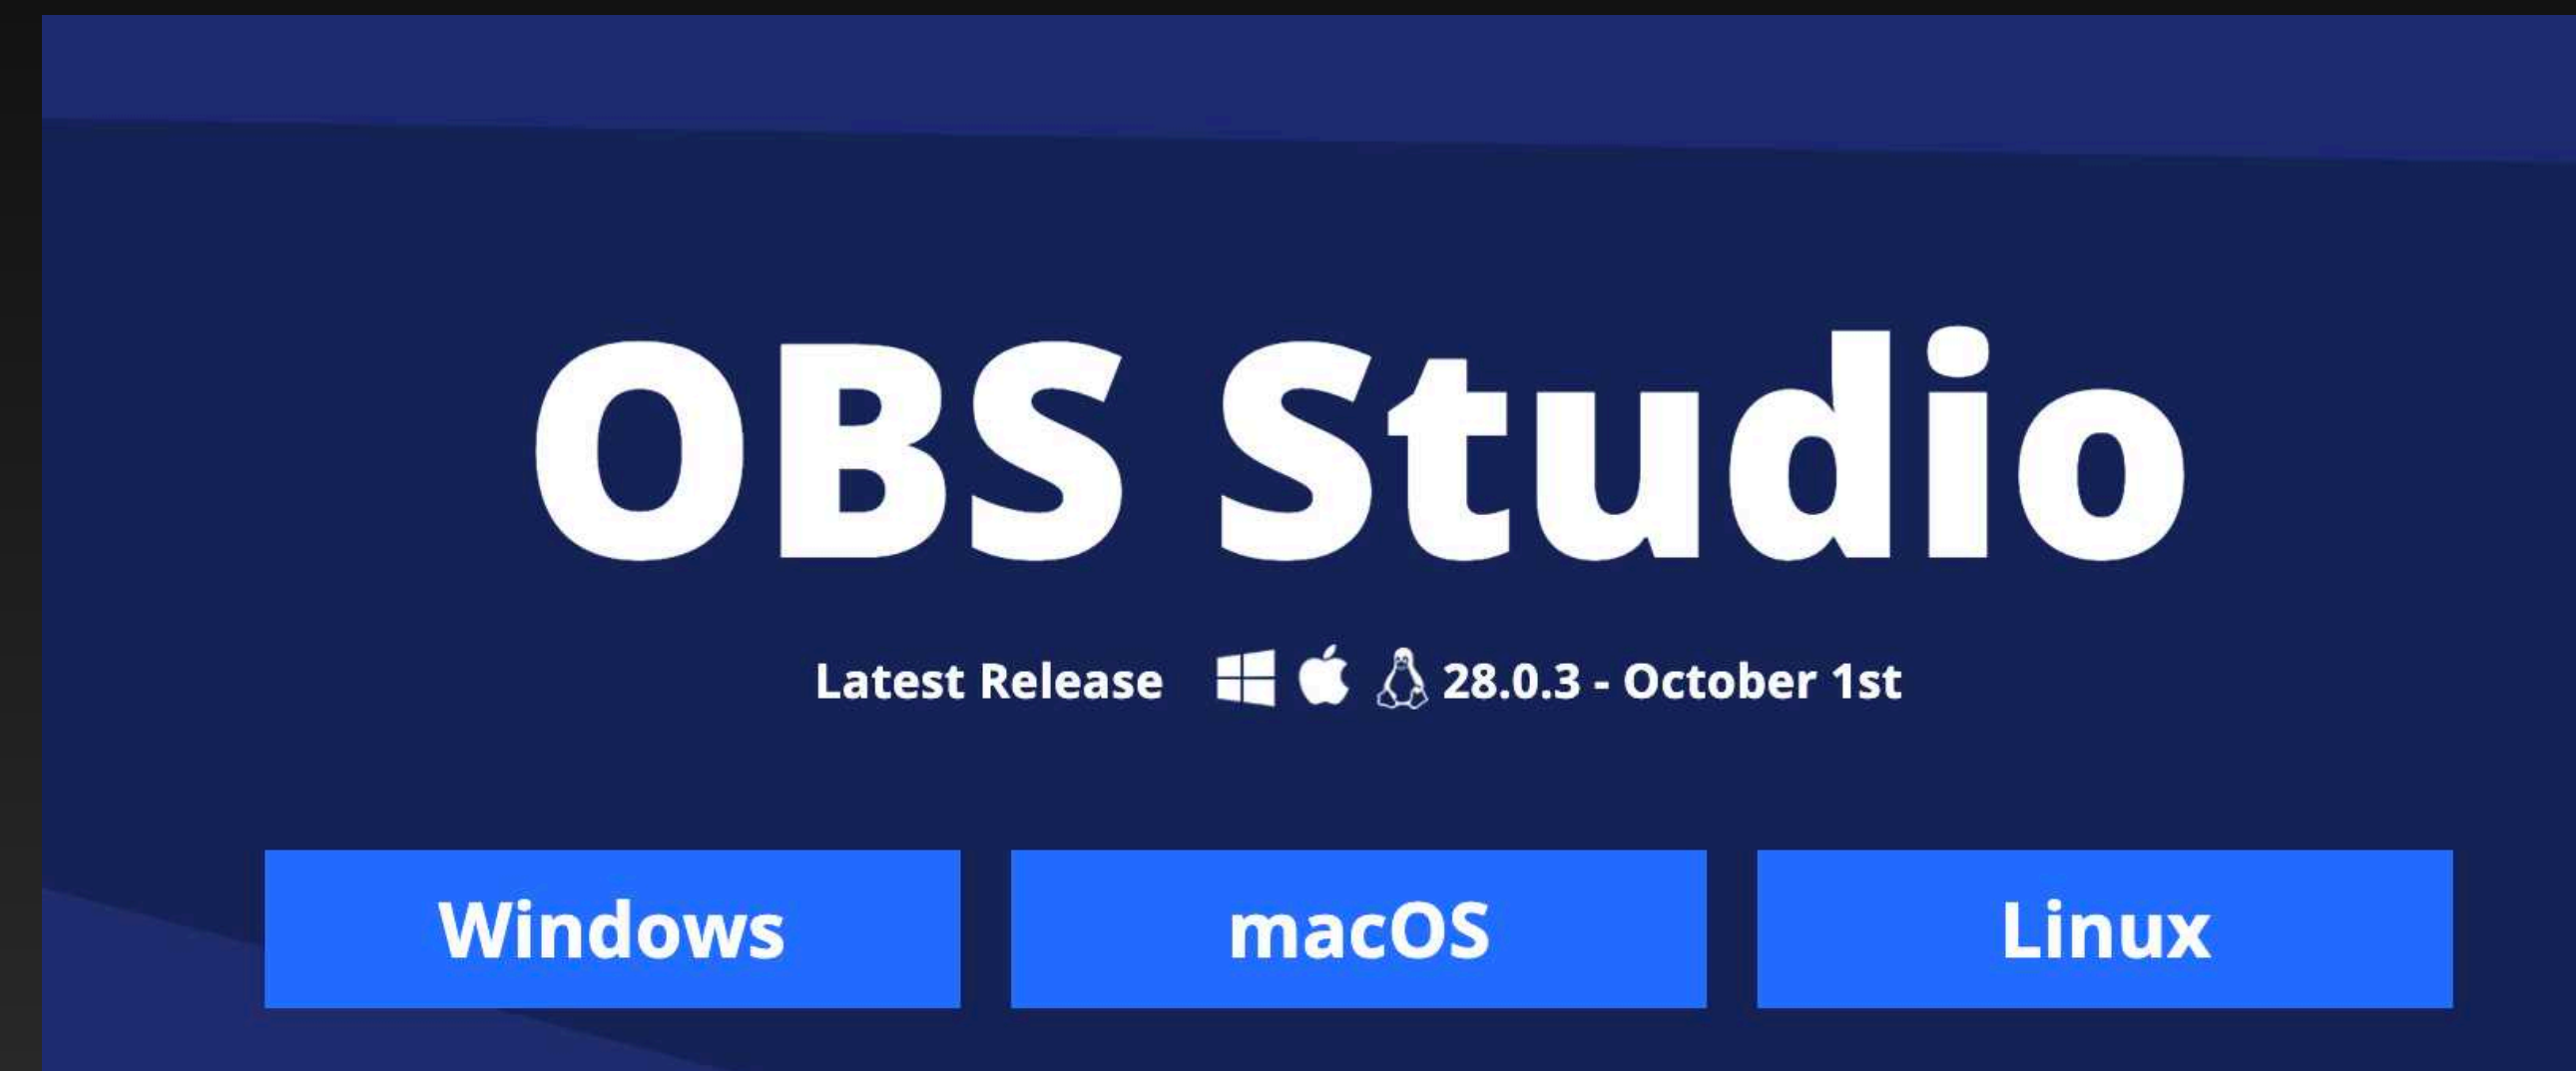 OBS Studio
Latest Release 28.0.3 - October 1st
Windows macOS Linux